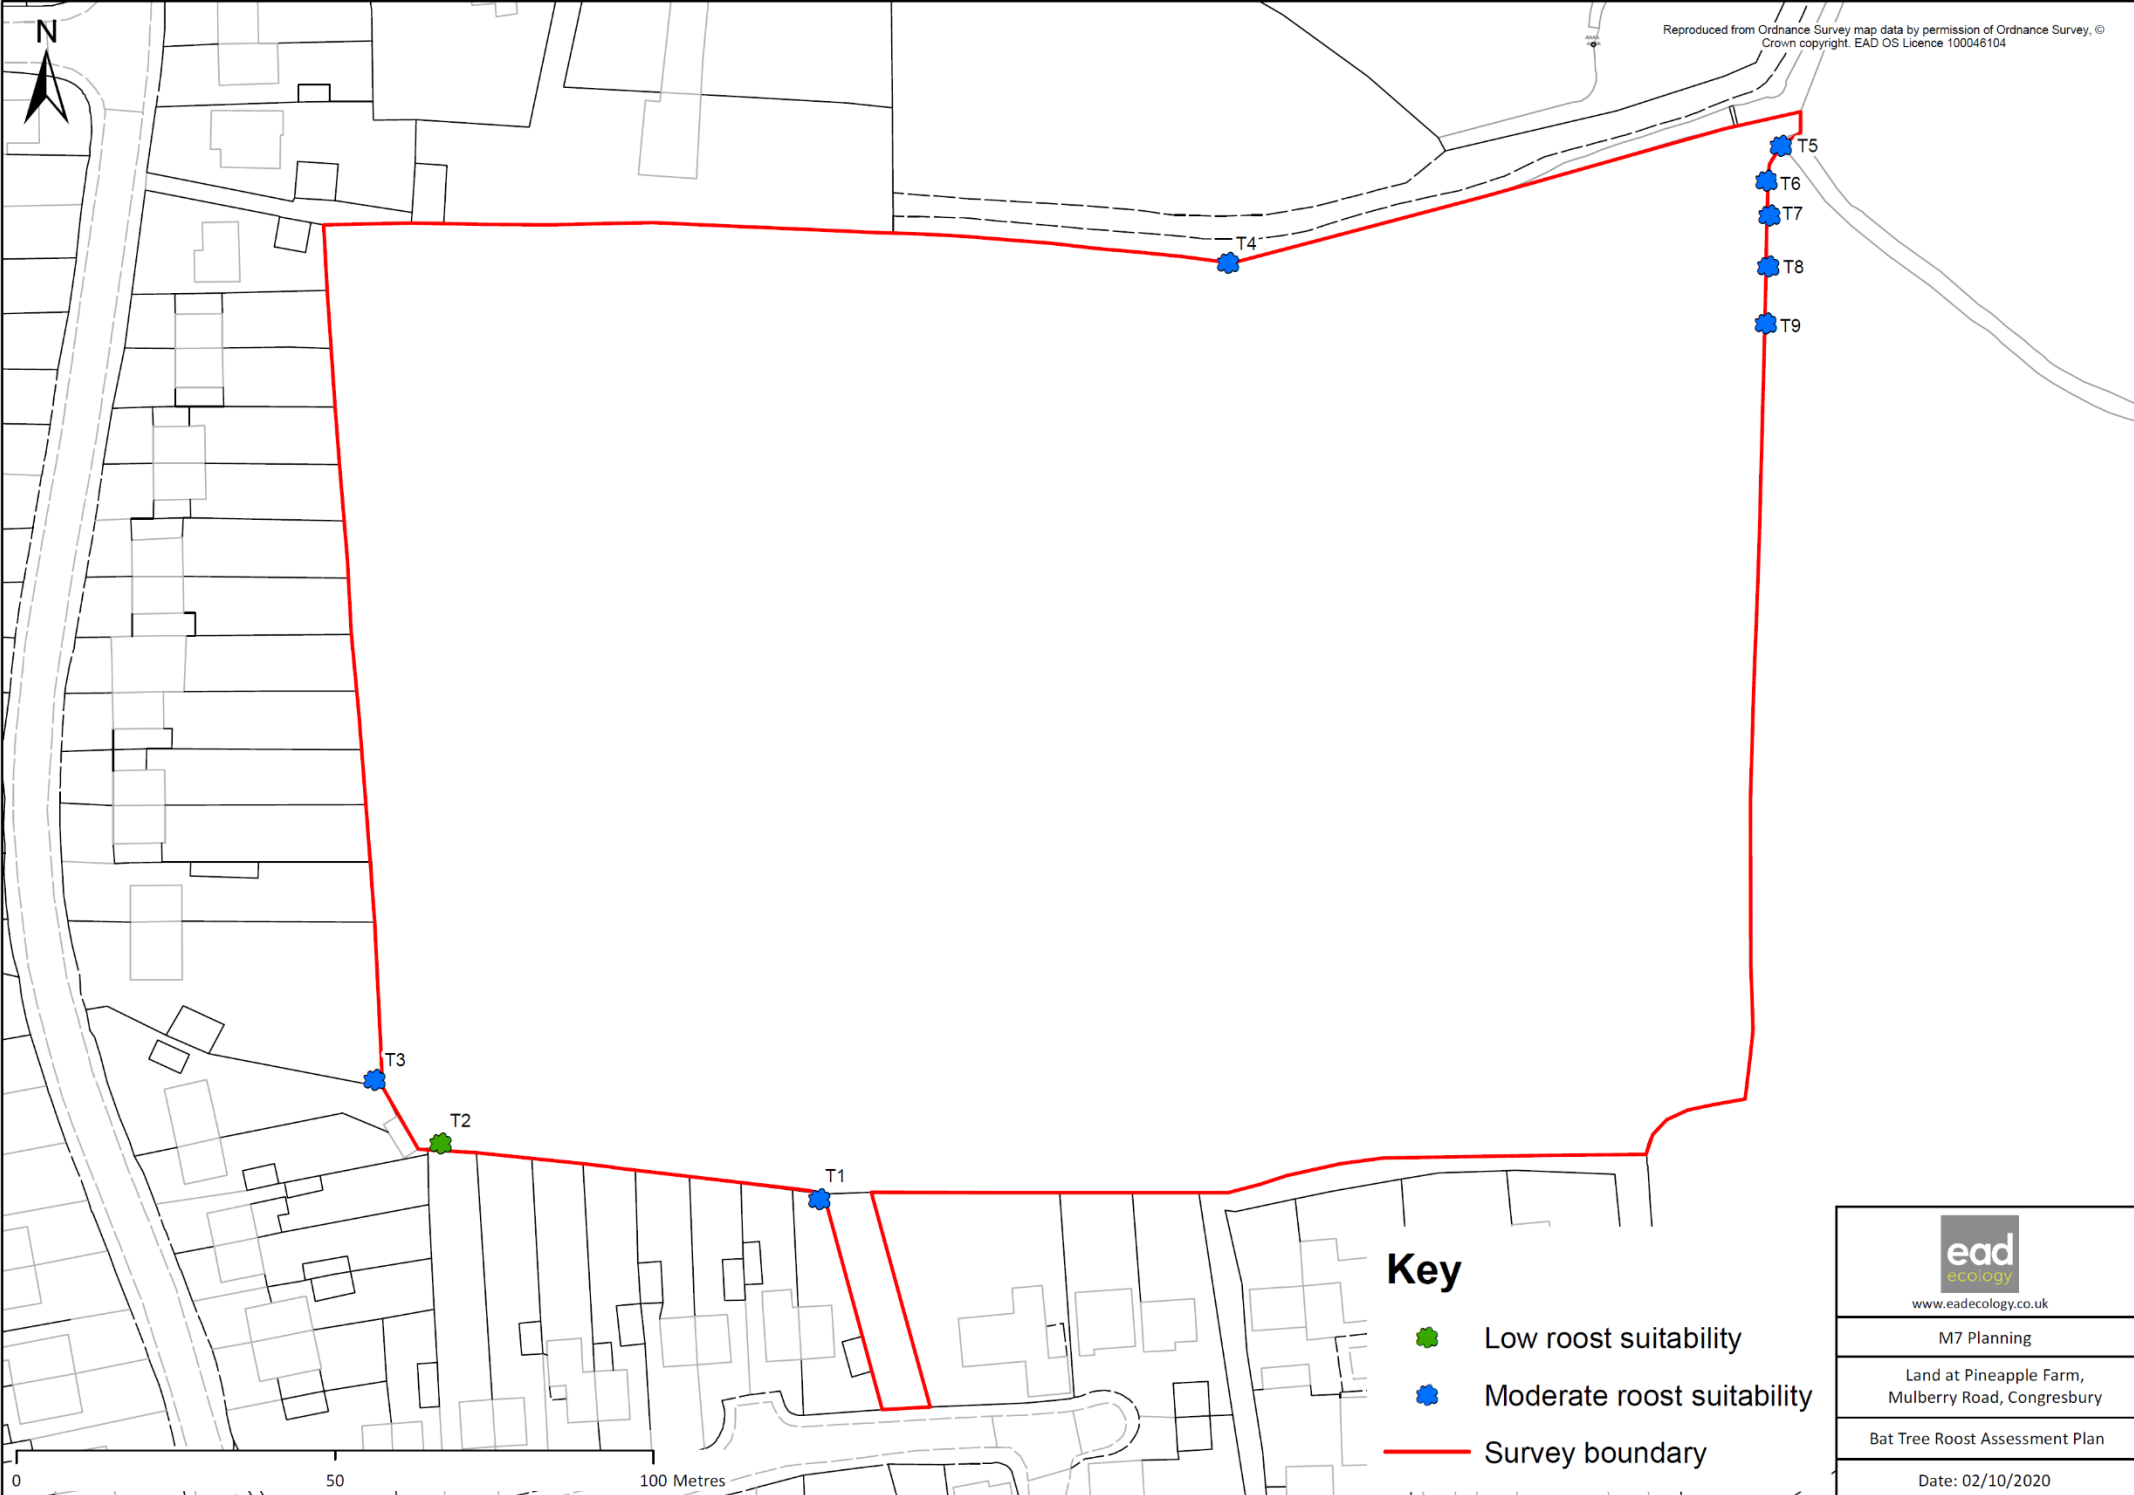 N
Reproduced from Ordnance Survey map data by permission of Ordnance Survey, ©
Crown copyright. EAD OS Licence 100046104
T5
T6
T7
T4
T8
T9
T3
T2
T1
Key
Low roost suitability
Moderate roost suitability
Survey boundary
0
50
100 Metres
ead
ecology
www.eadecology.co.uk
M7 Planning
Land at Pineapple Farm,
Mulberry Road, Congresbury
Bat Tree Roost Assessment Plan
Date: 02/10/2020